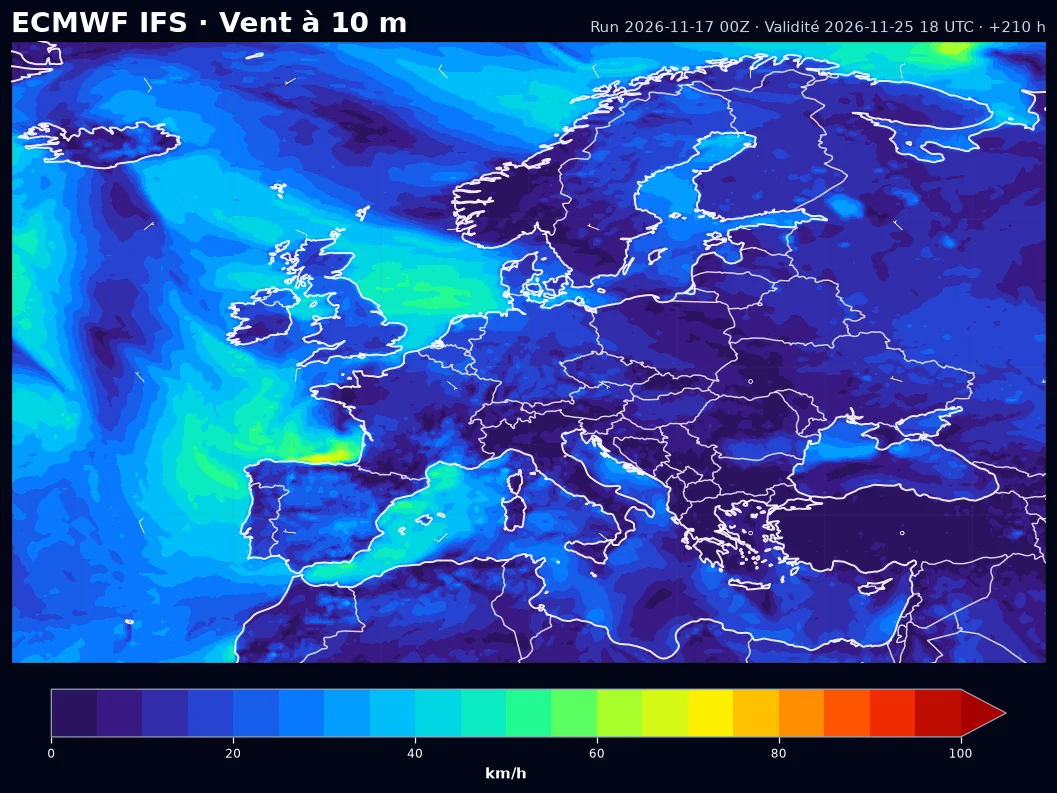 ECMWF IFS · Vent à 10 m
Run 2026-11-17 00Z · Validité 2026-11-25 18 UTC · +210 h
0 20 40 60 80 100
km/h